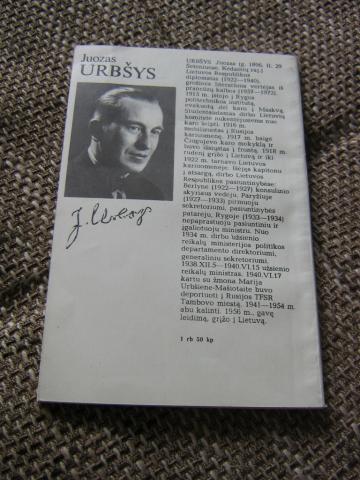 Juozas
URBŠYS
URBŠYS Juozas (g. 1896. II. 29
Šeteniuose, Kėdainių raj.)
Lietuvos Respublikos
diplomatas (1922—1940),
grožinės literatūros vertėjas iš
prancūzų kalbos (1959—1972).
1915 m. įstojo į Rygos
politechnikos institutą,
evakuotą dėl karo į Maskvą.
Studentaudamas dirbo Lietuvių
komitete nukentėjusiems nuo
karo šelpti. 1916 m.
mobilizuotas į Rusijos
kariuomenę. 1917 m. baigė
Čugujevo karo mokyklą ir
buvo išsiųstas į frontą. 1918 m.
rudenį grįžo į Lietuvą ir iki
1922 m. tarnavo Lietuvos
kariuomenėje. Išėjęs kapitonu
į atsargą, dirbo Lietuvos
Respublikos pasiuntinybėse:
Berlyne (1922—1927) konsulinio
skyriaus vedėju, Paryžiuje
(1927—1933) pirmuoju
sekretoriumi, pasiuntinybės
patarėju, Rygoje (1933—1934)
nepaprastuoju pasiuntiniu ir
įgaliotuoju ministru. Nuo
1934 m. dirbo užsienio
reikalų ministerijos politikos
departamento direktoriumi,
generaliniu sekretoriumi,
1938.XII.5—1940.VI.15 užsienio
reikalų ministras. 1940.VI.17
kartu su žmona Marija
Urbšiene-Mašiotaite buvo
deportuoti į Rusijos TFSR
Tambovo miestą. 1941—1954 m.
abu kalinti. 1956 m., gavę
leidimą, grįžo į Lietuvą.
J. Urbšys
1 rb 50 kp